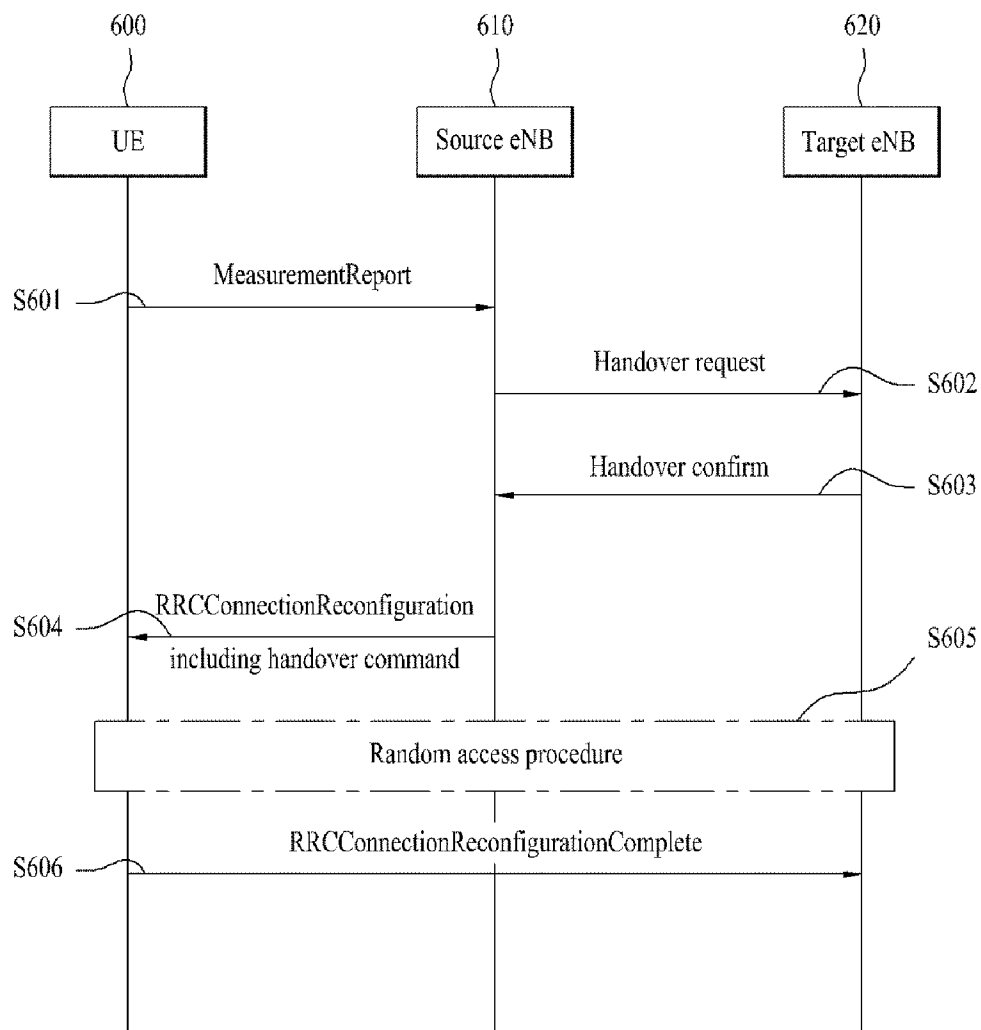 600
610
620
UE
Source eNB
Target eNB
MeasurementReport
S601
Handover request
S602
Handover confirm
S603
RRCConnectionReconfiguration
S604
including handover command
S605
Random access procedure
RRCConnectionReconfigurationComplete
S606